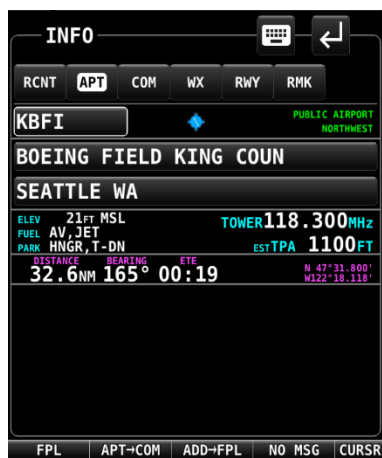 INFO
RCNT APT COM WX RWY RMK
KBFI PUBLIC AIRPORT
NORTHWEST
BOEING FIELD KING COUN
SEATTLE WA
ELEV 21FT MSL TOWER118.300MHz
FUEL AV,JET
PARK HNGR,T-DN ESTTPA 1100FT
DISTANCE BEARING ETE
32.6NM 165° 00:19 N 47°31.800'
W122°18.118'
FPL APT→COM ADD→FPL NO MSG CURSR